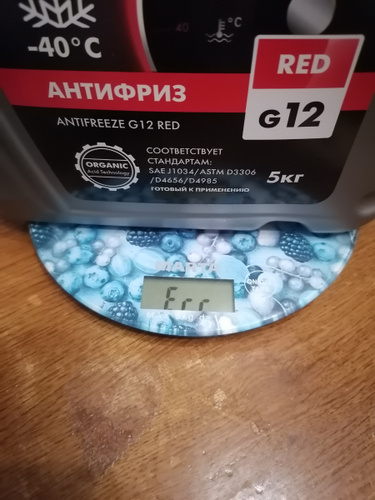 -40°C
40 °C
RED
G12
АНТИФРИЗ
ANTIFREEZE G12 RED
ORGANIC
Acid Technology
СООТВЕТСТВУЕТ
СТАНДАРТАМ:
SAE J1034/ASTM D3306
/D4656/D4985
ГОТОВЫЙ К ПРИМЕНЕНИЮ
5КГ
Err